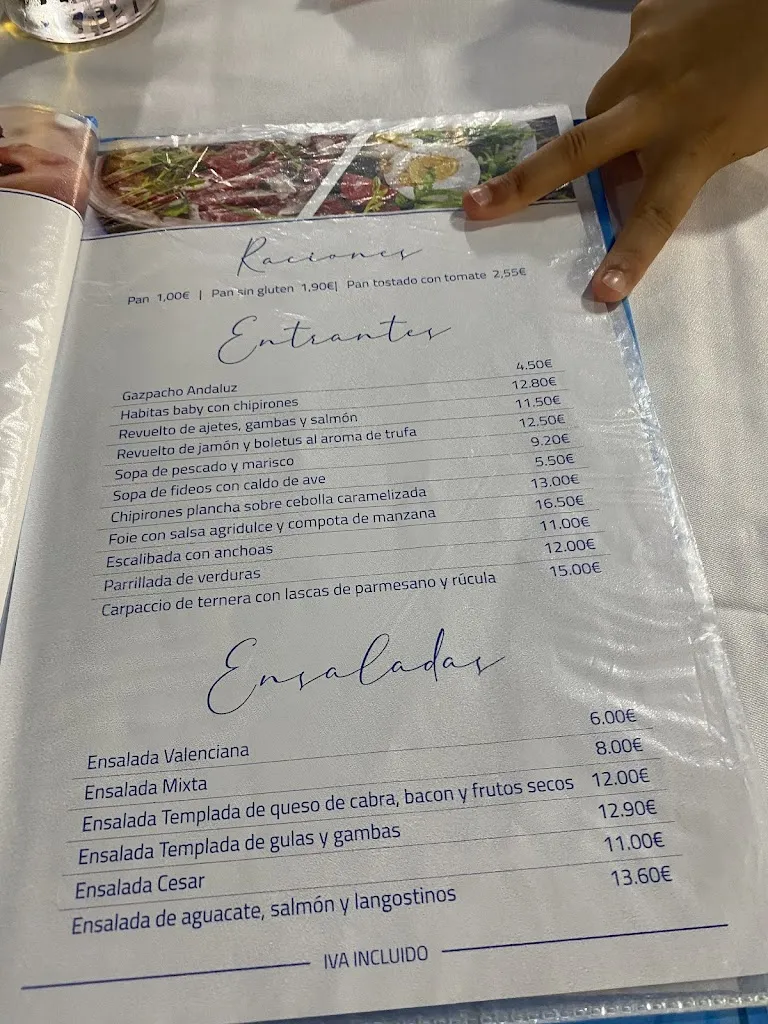 Raciones
Pan 1,00€ | Pan sin gluten 1,90€| Pan tostado con tomate 2,55€
Entrantes
Gazpacho Andaluz 4.50€
Habitas baby con chipirones 12.80€
Revuelto de ajetes, gambas y salmón 11.50€
Revuelto de jamón y boletus al aroma de trufa 12.50€
Sopa de pescado y marisco 9.20€
Sopa de fideos con caldo de ave 5.50€
Chipirones plancha sobre cebolla caramelizada 13.00€
Foie con salsa agridulce y compota de manzana 16.50€
Escalibada con anchoas 11.00€
Parrillada de verduras 12.00€
Carpaccio de ternera con lascas de parmesano y rúcula 15.00€
Ensaladas
Ensalada Valenciana 6.00€
Ensalada Mixta 8.00€
Ensalada Templada de queso de cabra, bacon y frutos secos 12.00€
Ensalada Templada de gulas y gambas 12.90€
Ensalada Cesar 11.00€
Ensalada de aguacate, salmón y langostinos 13.60€
IVA INCLUIDO